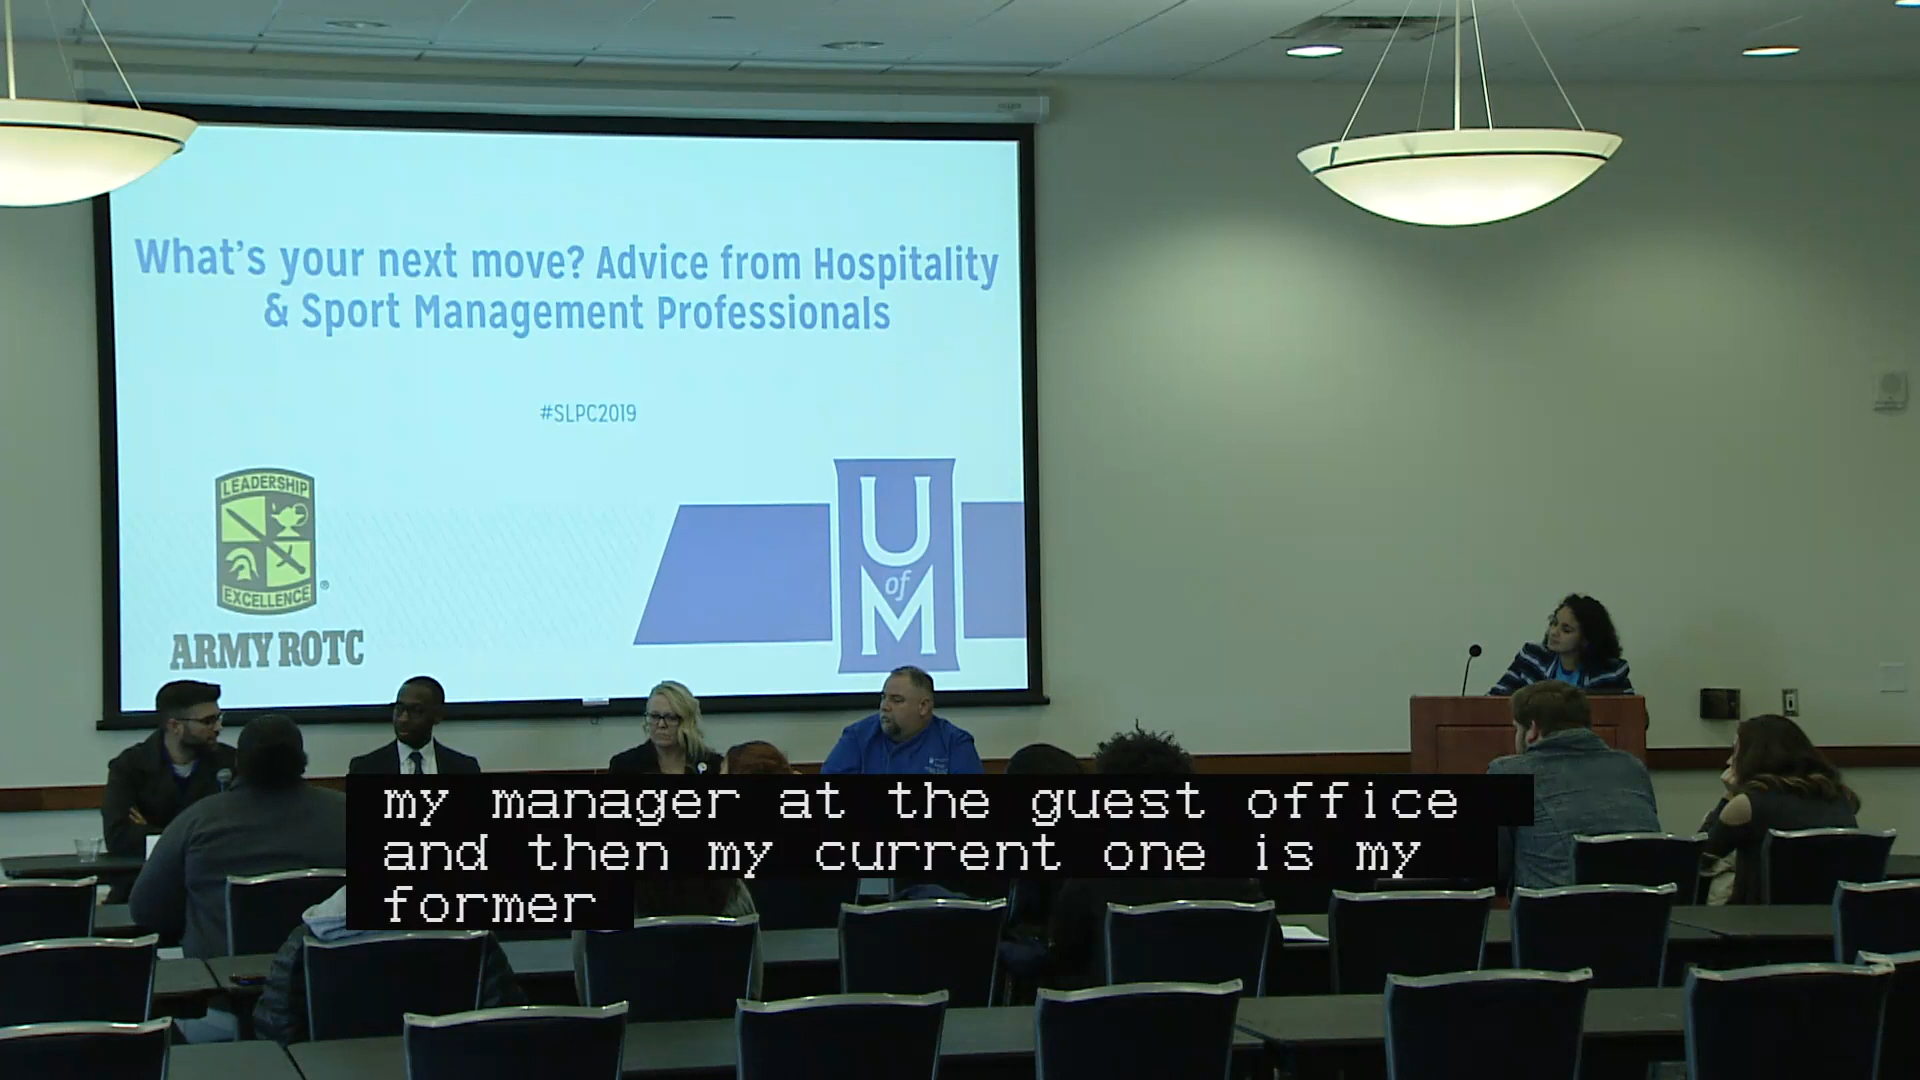 What's your next move? Advice from Hospitality
& Sport Management Professionals
#SLPC2019
LEADERSHIP
EXCELLENCE
®
ARMY ROTC
U
of
M
my manager at the guest office
and then my current one is my
former